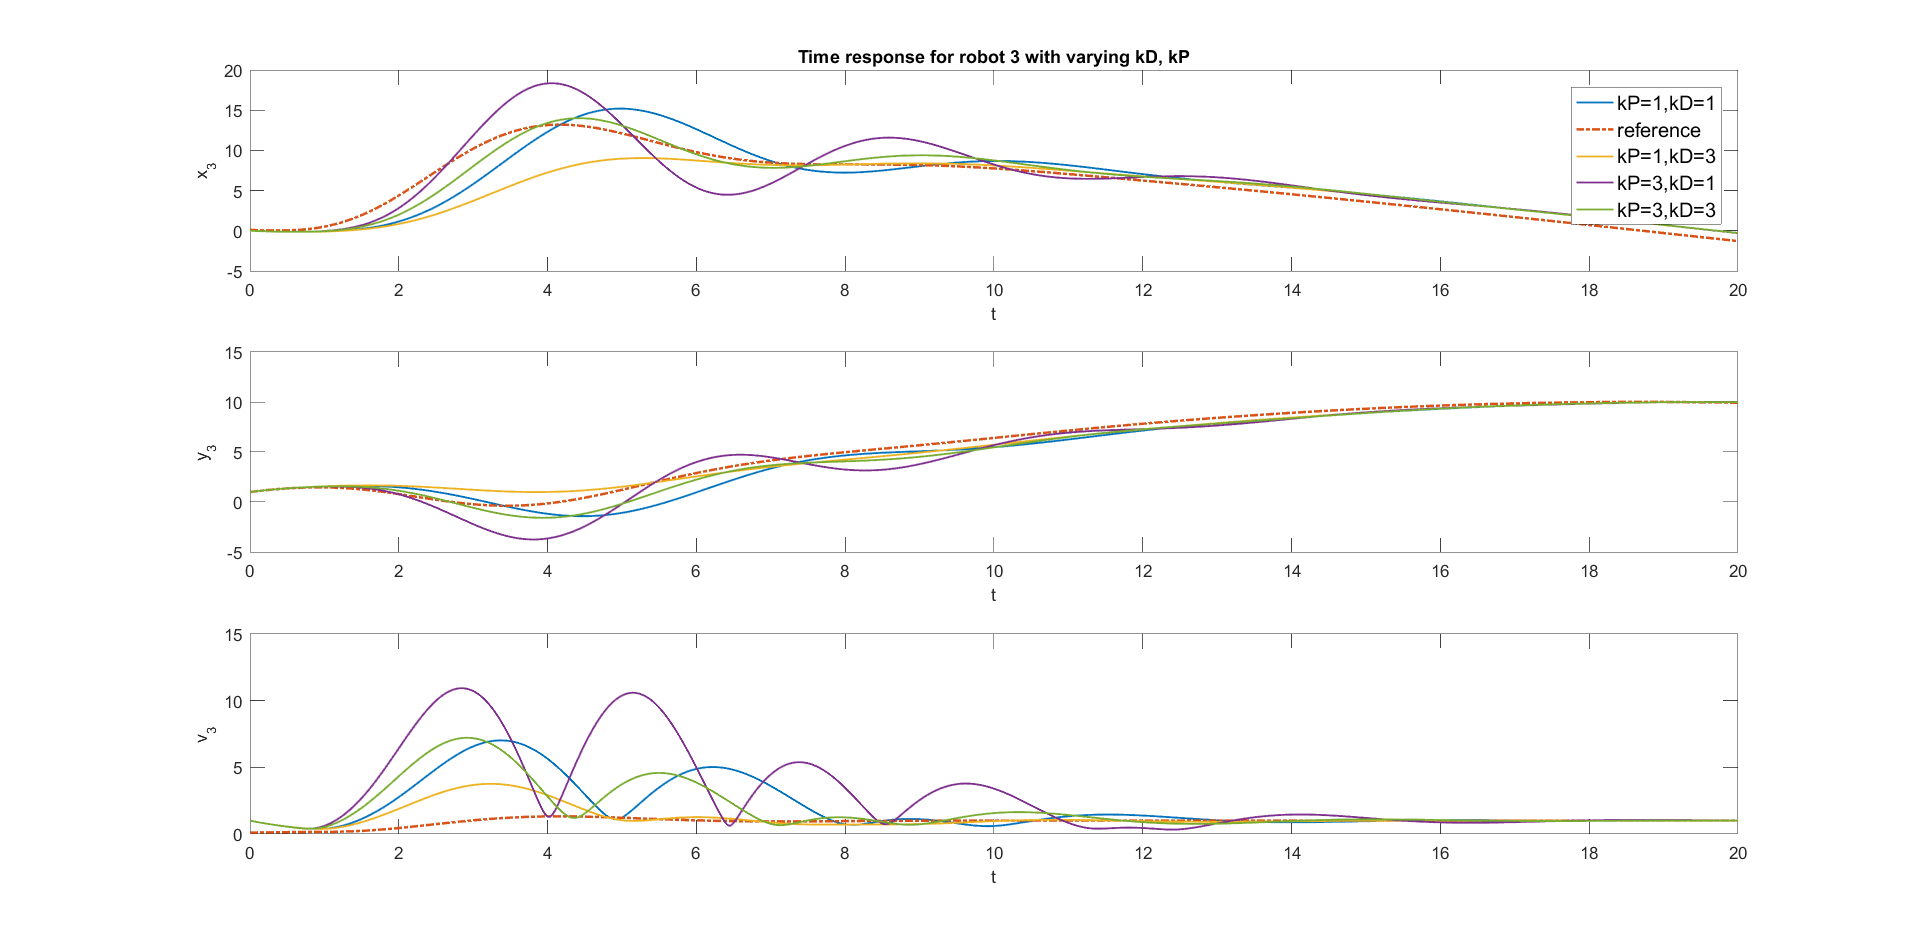 Time response for robot 3 with varying kD, kP
20
15
10
5
0
-5
x3
0 2 4 6 8 10 12 14 16 18 20
t
kP=1,kD=1
reference
kP=1,kD=3
kP=3,kD=1
kP=3,kD=3
15
10
5
0
-5
y3
0 2 4 6 8 10 12 14 16 18 20
t
15
10
5
0
v3
0 2 4 6 8 10 12 14 16 18 20
t